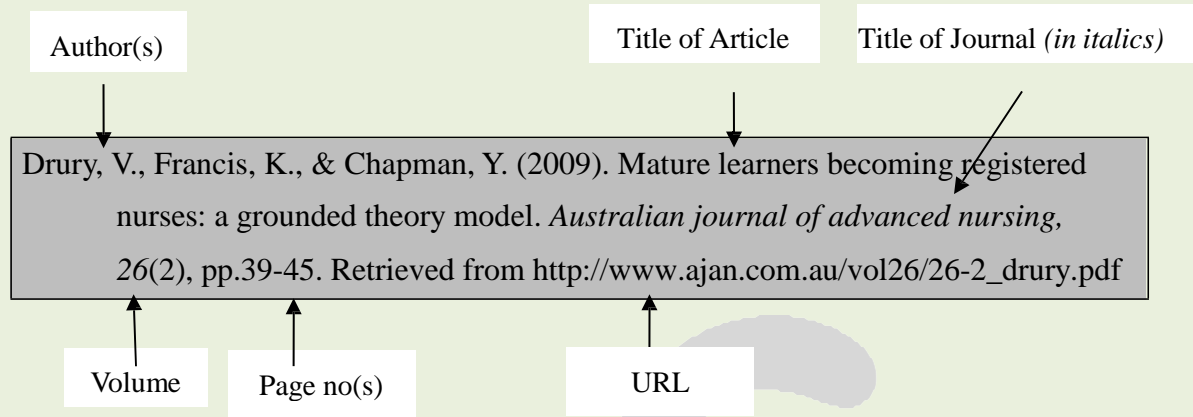 Author(s)
Title of Article
Title of Journal (in italics)
Drury, V., Francis, K., & Chapman, Y. (2009). Mature learners becoming registered
nurses: a grounded theory model. Australian journal of advanced nursing,
26(2), pp.39-45. Retrieved from http://www.ajan.com.au/vol26/26-2_drury.pdf
Volume
Page no(s)
URL